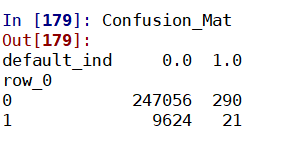 In [179]: Confusion_Mat
Out[179]:
default_ind 0.0 1.0
row_0
0 247056 290
1 9624 21